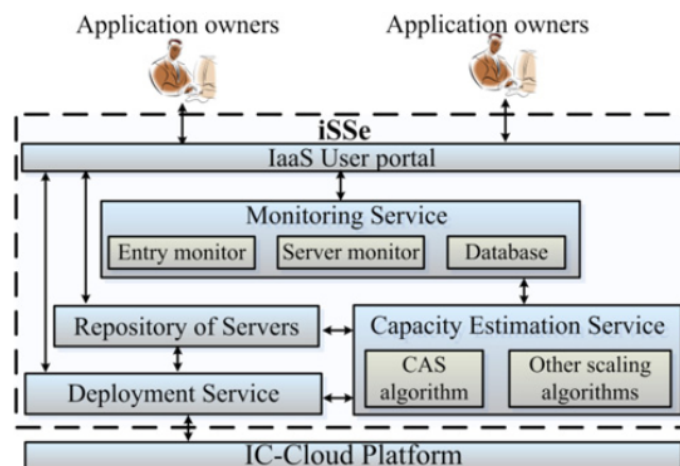 Application owners
Application owners
iSSe
IaaS User portal
Monitoring Service
Entry monitor
Server monitor
Database
Repository of Servers
Capacity Estimation Service
CAS
algorithm
Other scaling
algorithms
Deployment Service
IC-Cloud Platform